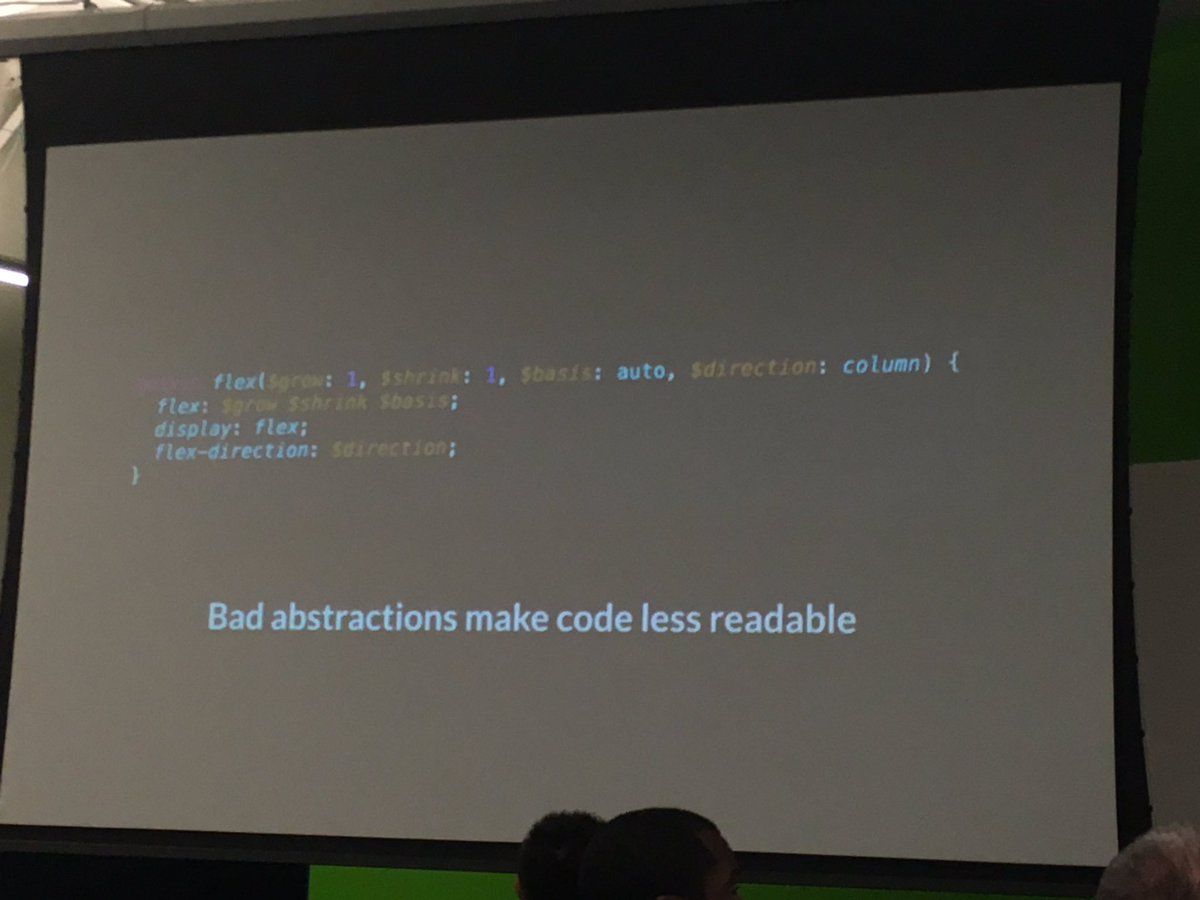 flex($grow: 1, $shrink: 1, $basis: auto, $direction: column) {
flex: $grow $shrink $basis;
display: flex;
flex-direction: $direction;
}
Bad abstractions make code less readable